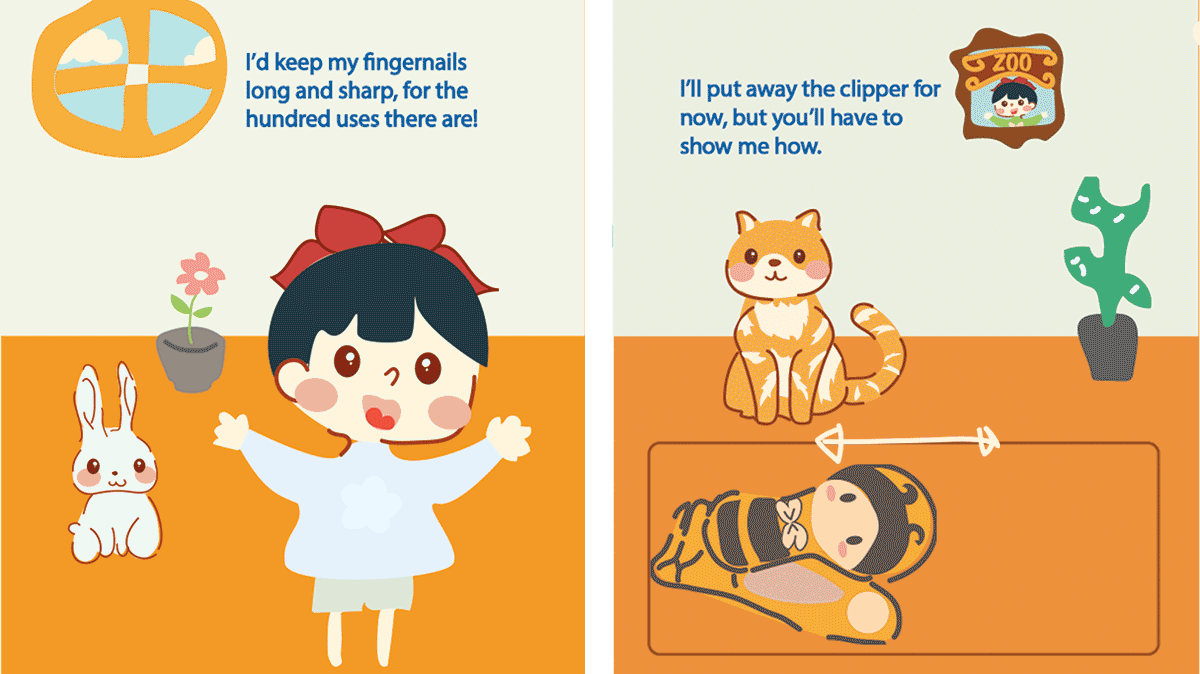 I'd keep my fingernails
long and sharp, for the
hundred uses there are!
I'll put away the clipper for
now, but you'll have to
show me how.
ZOO